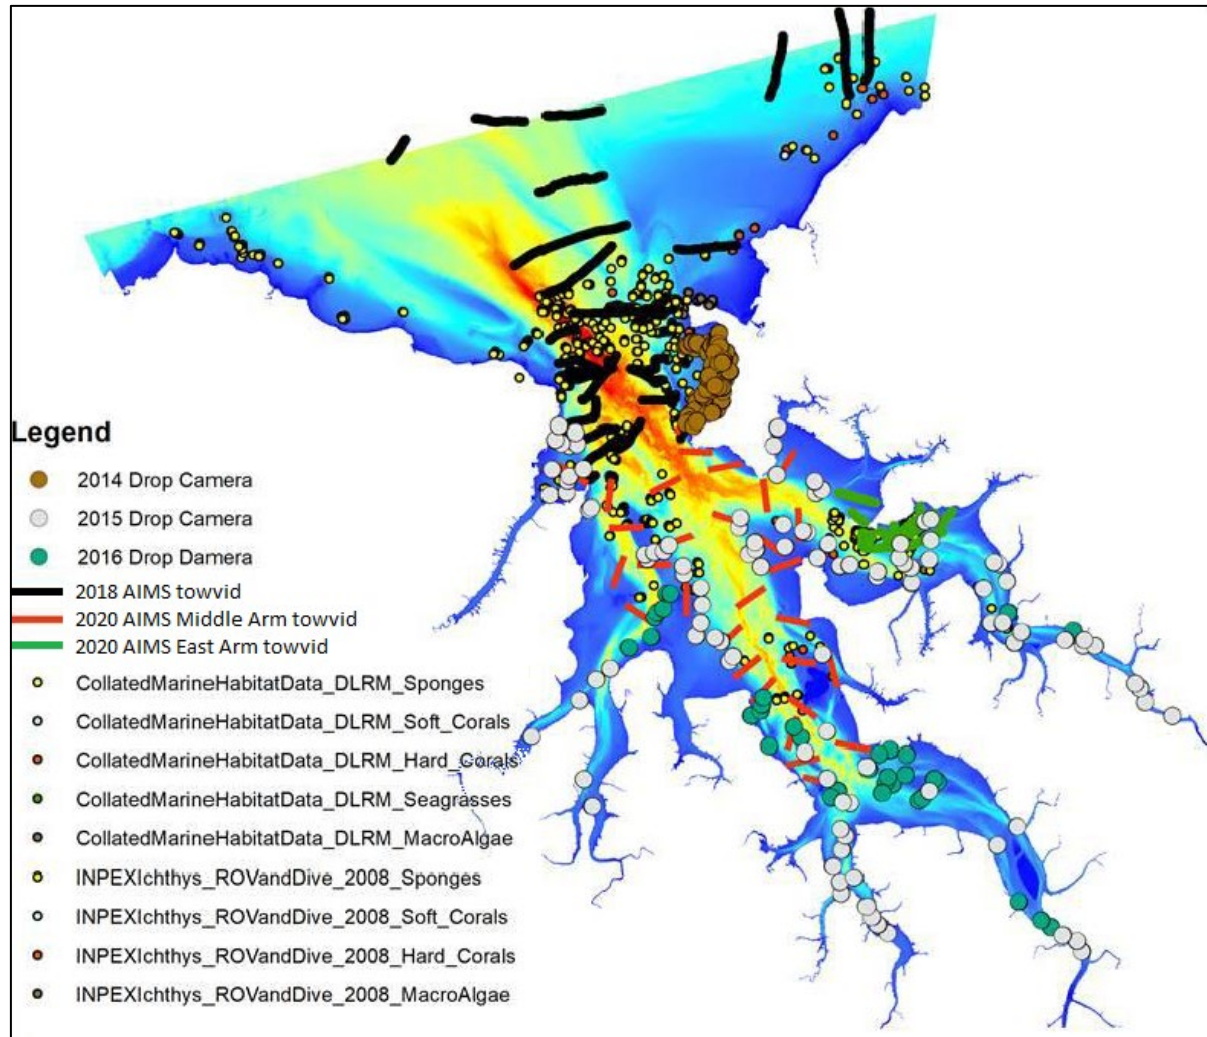 Legend
2014 Drop Camera
2015 Drop Camera
2016 Drop Damera
2018 AIMS towvid
2020 AIMS Middle Arm towvid
2020 AIMS East Arm towvid
CollatedMarineHabitatData_DLRM_Sponges
CollatedMarineHabitatData_DLRM_Soft_Corals
CollatedMarineHabitatData_DLRM_Hard_Corals
CollatedMarineHabitatData_DLRM_Seagrasses
CollatedMarineHabitatData_DLRM_MacroAlgae
INPEXIchthys_ROVandDive_2008_Sponges
INPEXIchthys_ROVandDive_2008_Soft_Corals
INPEXIchthys_ROVandDive_2008_Hard_Corals
INPEXIchthys_ROVandDive_2008_MacroAlgae